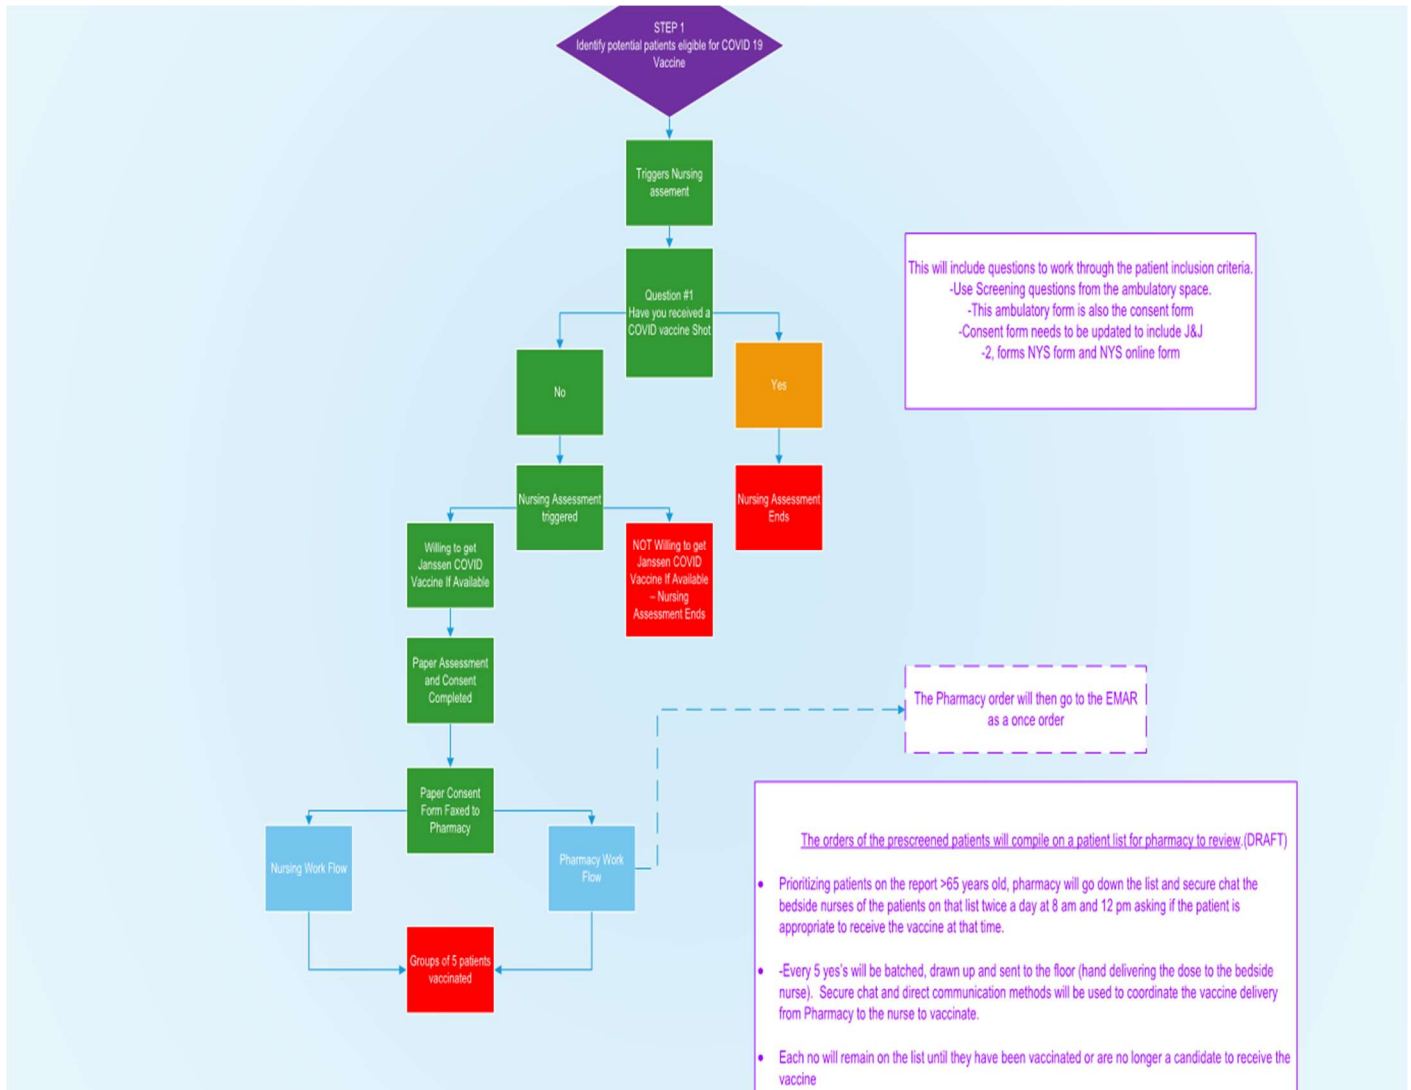 STEP 1
Identify potential patients eligible for COVID 19
Vaccine
Triggers Nursing
assement
Question #1
Have you received a
COVID vaccine Shot
This will include questions to work through the patient inclusion criteria.
-Use Screening questions from the ambulatory space.
-This ambulatory form is also the consent form
-Consent form needs to be updated to include J&J
-2, forms NYS form and NYS online form
No
Yes
Nursing Assessment
triggered
Nursing Assessment
Ends
Willing to get
Janssen COVID
Vaccine If Available
NOT Willing to get
Janssen COVID
Vaccine If Available
– Nursing
Assessment Ends
Paper Assessment
and Consent
Completed
The Pharmacy order will then go to the EMAR
as a once order
Paper Consent
Form Faxed to
Pharmacy
Nursing Work Flow
Pharmacy Work
Flow
Groups of 5 patients
vaccinated
The orders of the prescreened patients will compile on a patient list for pharmacy to review.(DRAFT)
• Prioritizing patients on the report >65 years old, pharmacy will go down the list and secure chat the
bedside nurses of the patients on that list twice a day at 8 am and 12 pm asking if the patient is
appropriate to receive the vaccine at that time.
• -Every 5 yes's will be batched, drawn up and sent to the floor (hand delivering the dose to the bedside
nurse). Secure chat and direct communication methods will be used to coordinate the vaccine delivery
from Pharmacy to the nurse to vaccinate.
• Each no will remain on the list until they have been vaccinated or are no longer a candidate to receive the
vaccine